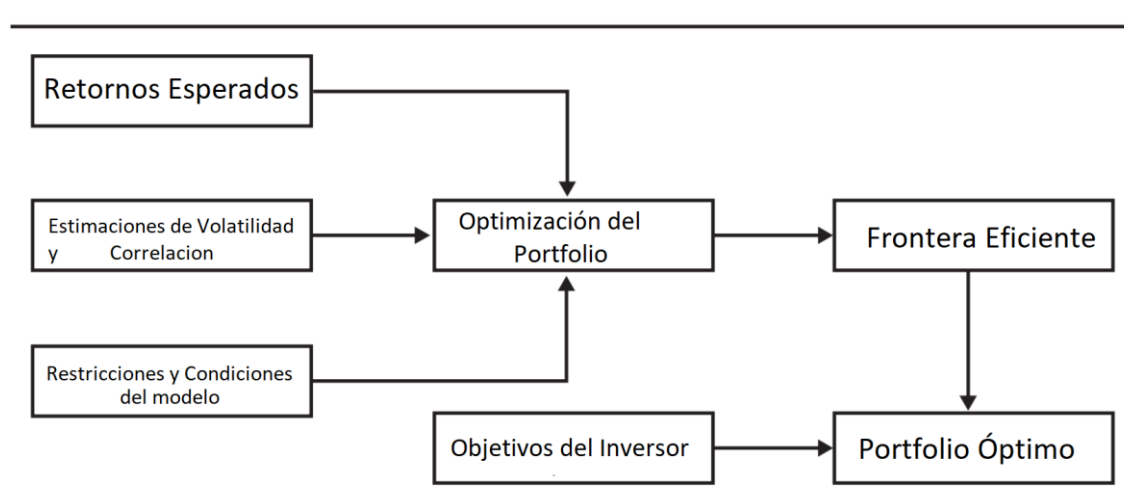 Retornos Esperados
Estimaciones de Volatilidad
y Correlacion
Optimización del
Portfolio
Frontera Eficiente
Restricciones y Condiciones
del modelo
Objetivos del Inversor
Portfolio Óptimo